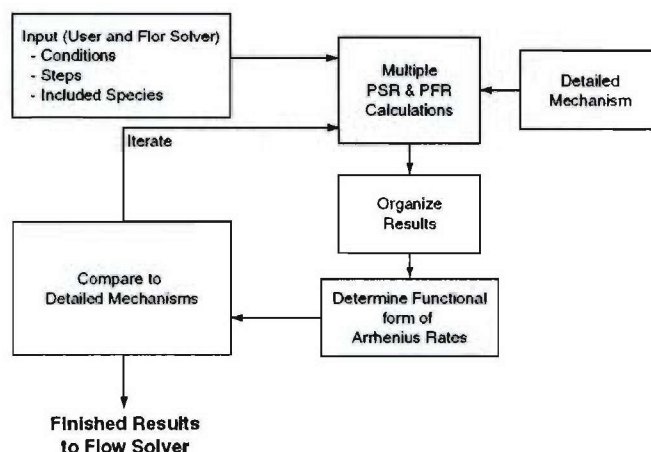 Input (User and Flor Solver)
- Conditions
- Steps
- Included Species
Multiple
PSR & PFR
Calculations
Detailed
Mechanism
Iterate
Organize
Results
Compare to
Detailed Mechanisms
Determine Functional
form of
Arrhenius Rates
Finished Results
to Flow Solver